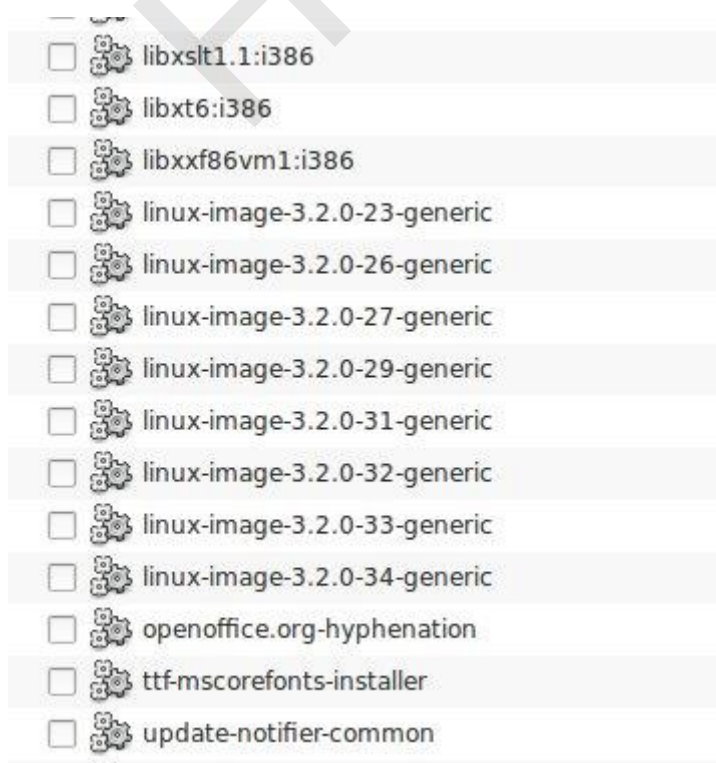 libxslt1.1:i386
libxt6:i386
libxxf86vm1:i386
linux-image-3.2.0-23-generic
linux-image-3.2.0-26-generic
linux-image-3.2.0-27-generic
linux-image-3.2.0-29-generic
linux-image-3.2.0-31-generic
linux-image-3.2.0-32-generic
linux-image-3.2.0-33-generic
linux-image-3.2.0-34-generic
openoffice.org-hyphenation
ttf-mscorefonts-installer
update-notifier-common